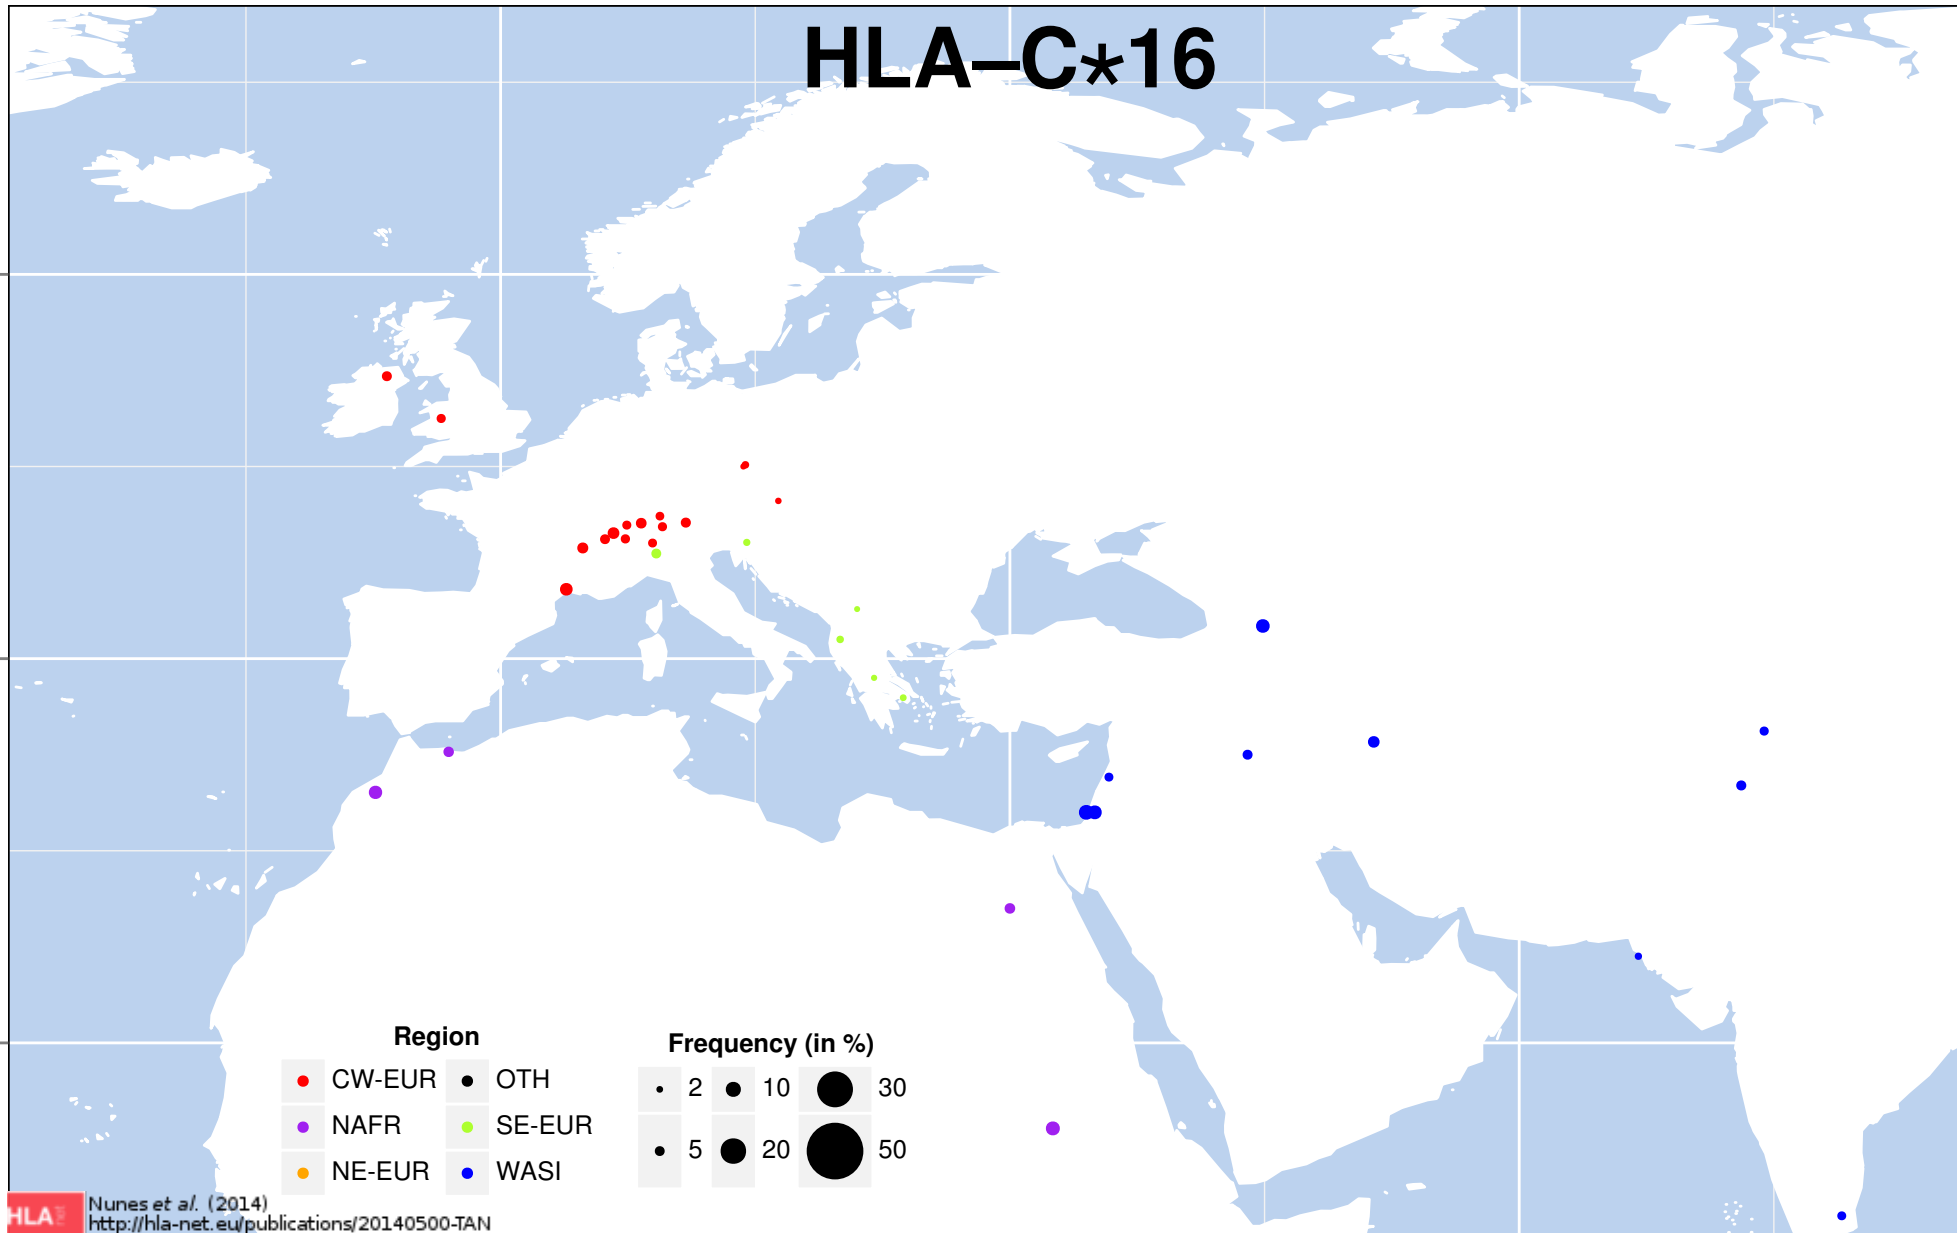 HLA–C*16
Region
CW-EUR OTH
NAFR SE-EUR
NE-EUR WASI
Frequency (in %)
2 10 30
5 20 50
HLA net
Nunes et al. (2014)
http://hla-net.eu/publications/20140500-TAN